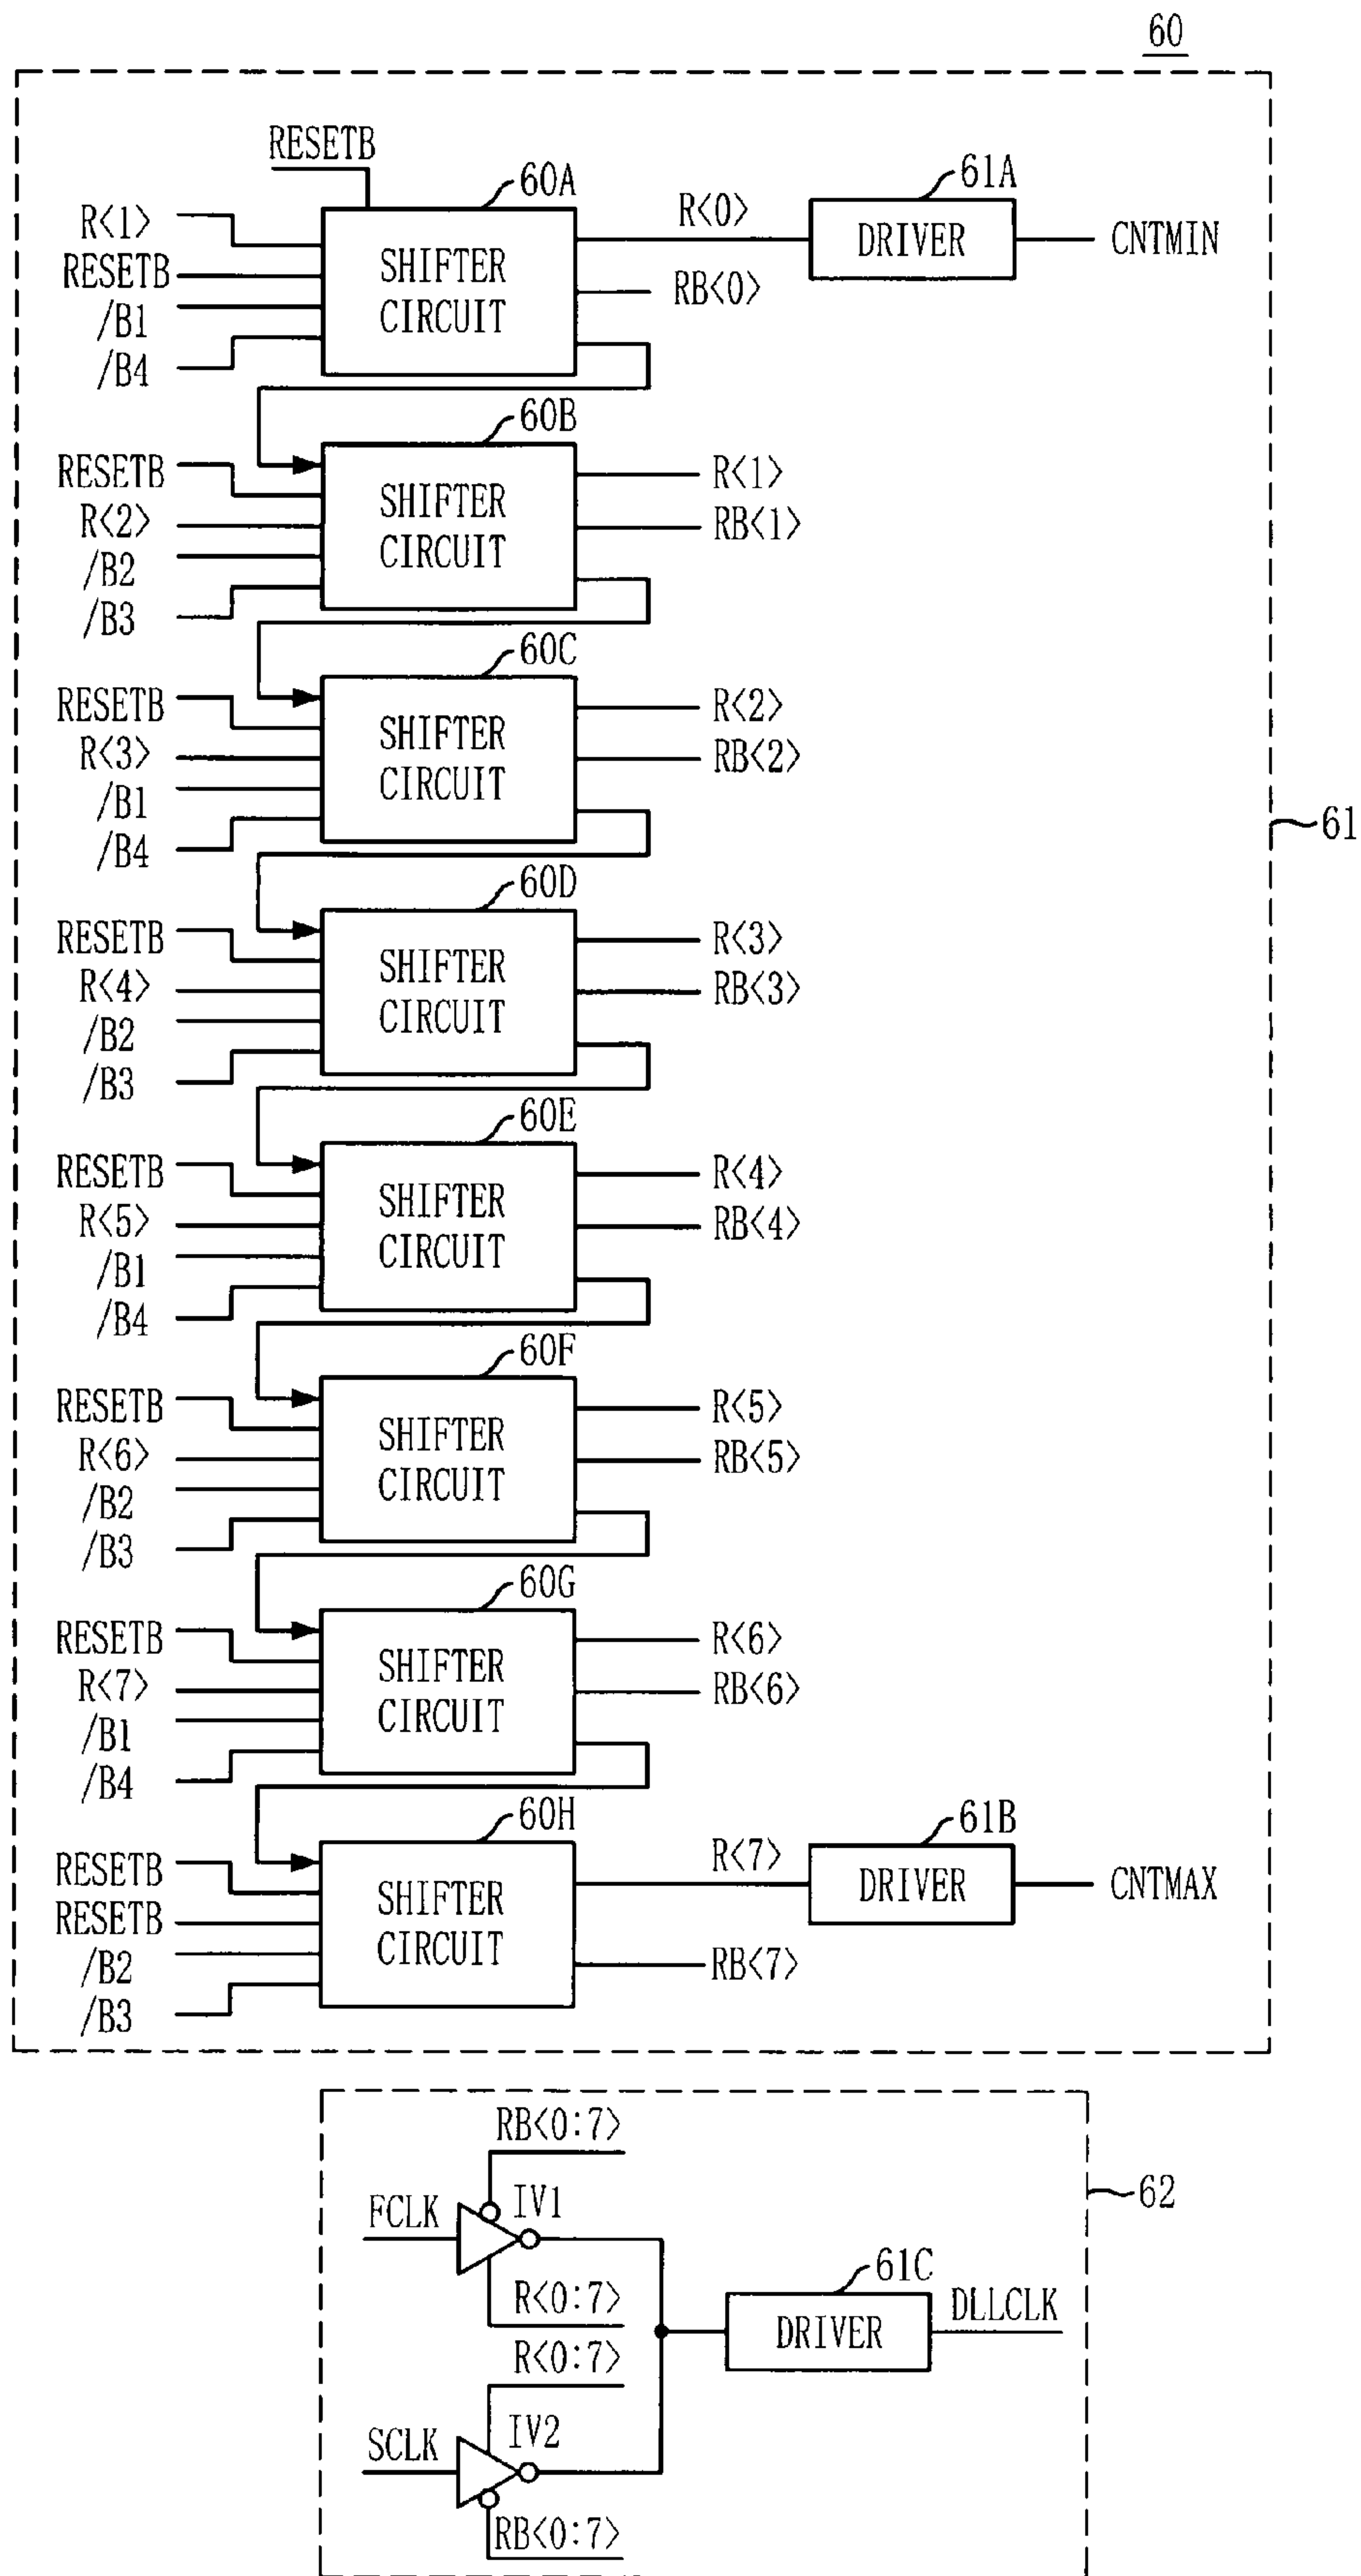 60
RESETB
60A
61A
R<1>
RESETB
/B1
/B4
SHIFTER
CIRCUIT
R<0>
RB<0>
DRIVER
CNTMIN
60B
RESETB
R<2>
/B2
/B3
SHIFTER
CIRCUIT
R<1>
RB<1>
60C
RESETB
R<3>
/B1
/B4
SHIFTER
CIRCUIT
R<2>
RB<2>
61
60D
RESETB
R<4>
/B2
/B3
SHIFTER
CIRCUIT
R<3>
RB<3>
60E
RESETB
R<5>
/B1
/B4
SHIFTER
CIRCUIT
R<4>
RB<4>
60F
RESETB
R<6>
/B2
/B3
SHIFTER
CIRCUIT
R<5>
RB<5>
60G
RESETB
R<7>
/B1
/B4
SHIFTER
CIRCUIT
R<6>
RB<6>
60H
61B
RESETB
RESETB
/B2
/B3
SHIFTER
CIRCUIT
R<7>
RB<7>
DRIVER
CNTMAX
RB<0:7>
FCLK
IV1
R<0:7>
62
61C
DRIVER
DLLCLK
R<0:7>
SCLK
IV2
RB<0:7>